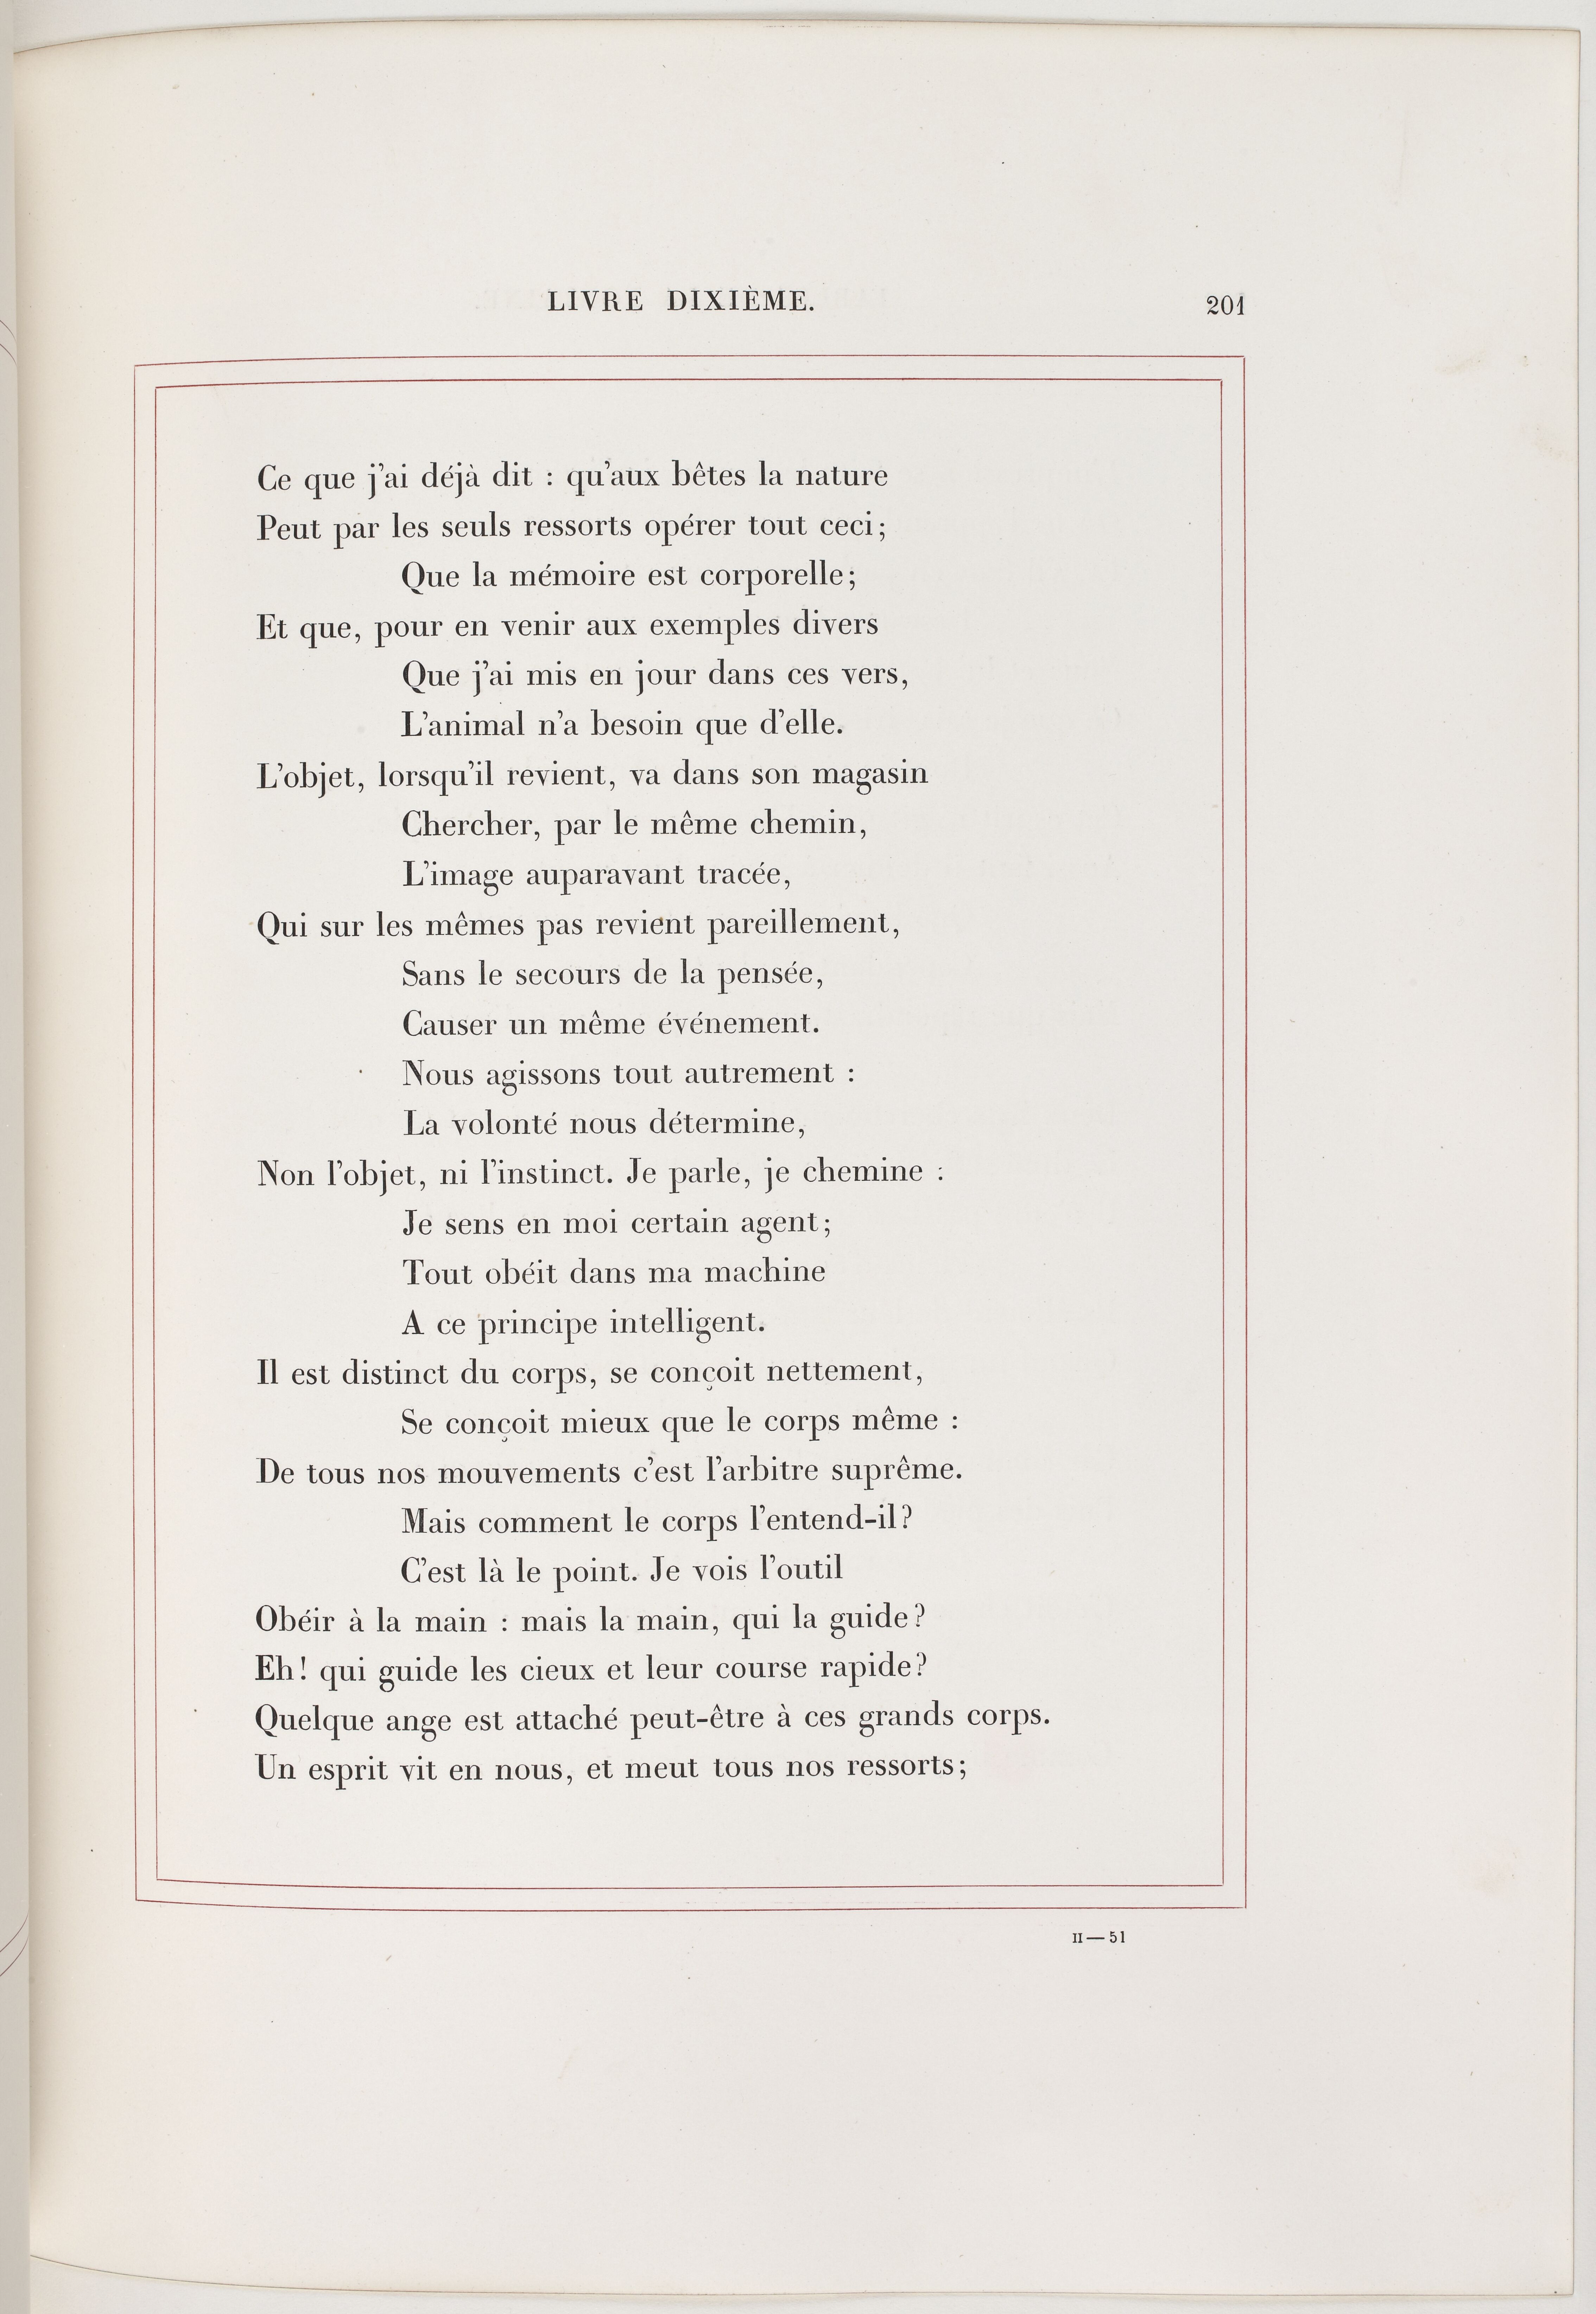 LIVRE DIXIÈME. 201
Ce que j'ai déjà dit : qu'aux bêtes la nature
Peut par les seuls ressorts opérer tout ceci;
Que la mémoire est corporelle;
Et que, pour en venir aux exemples divers
Que j'ai mis en jour dans ces vers,
L'animal n'a besoin que d'elle.
L'objet, lorsqu'il revient, va dans son magasin
Chercher, par le même chemin,
L'image auparavant tracée,
Qui sur les mêmes pas revient pareillement,
Sans le secours de la pensée,
Causer un même événement.
Nous agissons tout autrement :
La volonté nous détermine,
Non l'objet, ni l'instinct. Je parle, je chemine :
Je sens en moi certain agent;
Tout obéit dans ma machine
A ce principe intelligent.
Il est distinct du corps, se conçoit nettement,
Se conçoit mieux que le corps même :
De tous nos mouvements c'est l'arbitre suprême.
Mais comment le corps l'entend-il?
C'est là le point. Je vois l'outil
Obéir à la main : mais la main, qui la guide?
Eh! qui guide les cieux et leur course rapide?
Quelque ange est attaché peut-être à ces grands corps.
Un esprit vit en nous, et meut tous nos ressorts;
II — 51